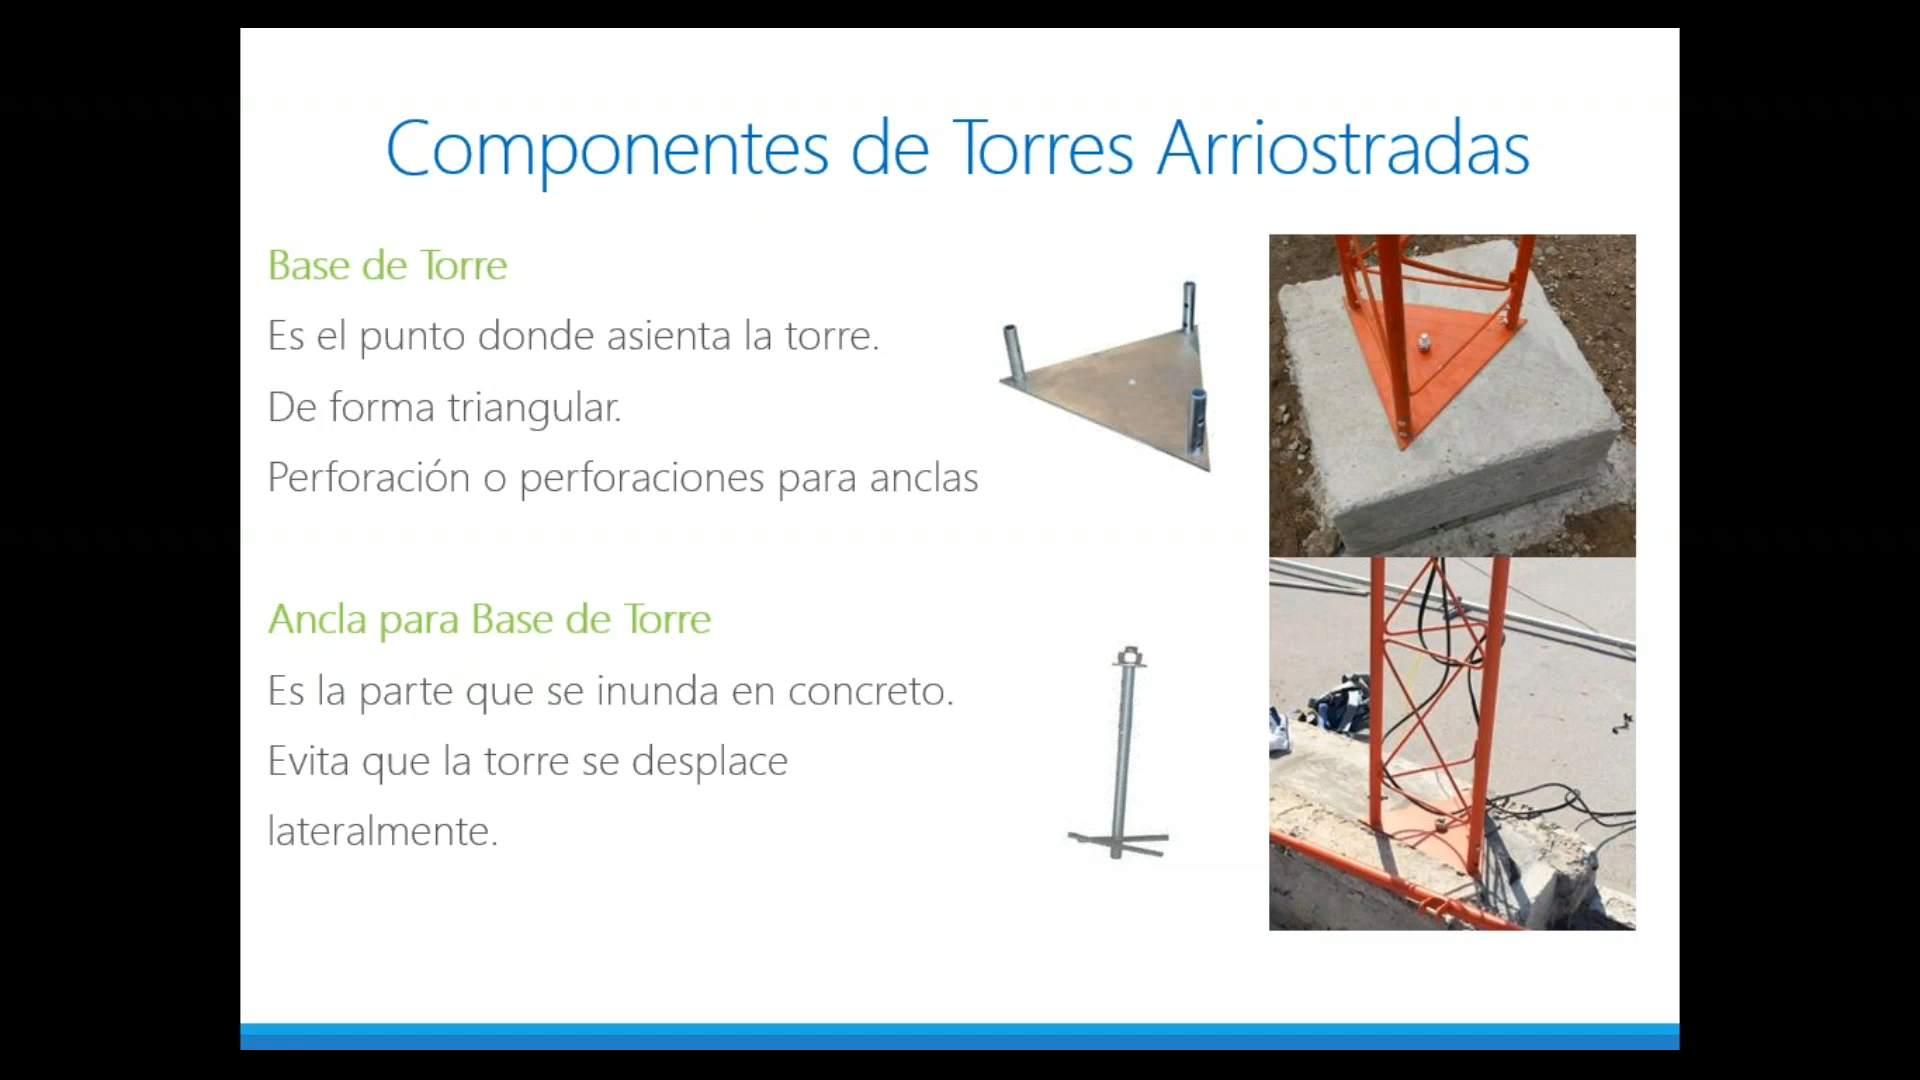 Componentes de Torres Arriostradas
Base de Torre
Es el punto donde asienta la torre.
De forma triangular.
Perforación o perforaciones para anclas
Ancla para Base de Torre
Es la parte que se inunda en concreto.
Evita que la torre se desplace
lateralmente.